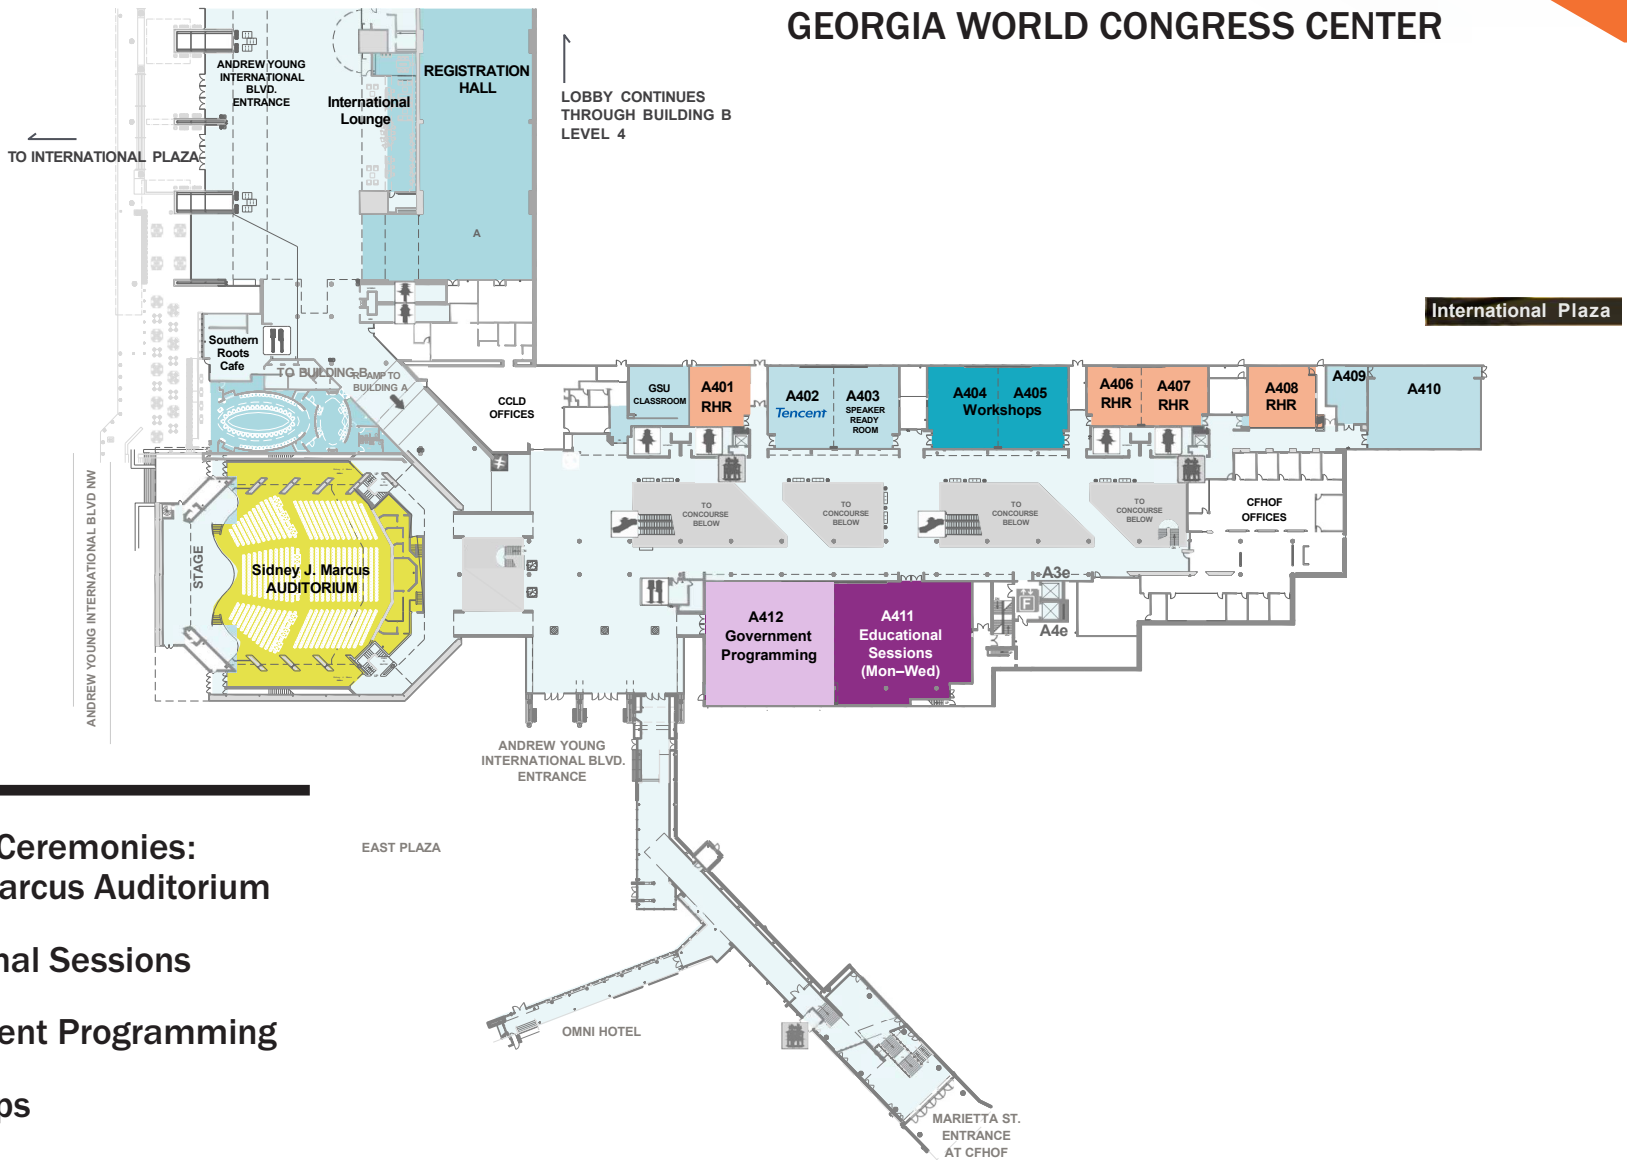 GEORGIA WORLD CONGRESS CENTER
ANDREW YOUNG
INTERNATIONAL
BLVD.
ENTRANCE
International
Lounge
REGISTRATION
HALL
LOBBY CONTINUES
THROUGH BUILDING B
LEVEL 4
TO INTERNATIONAL PLAZA
A
International Plaza
Southern
Roots
Cafe
TO BUILDING B
R AMP TO
BUILDING A
CCLD
OFFICES
GSU
CLASSROOM
A401
RHR
A402
Tencent
A403
SPEAKER
READY
ROOM
A404
A405
Workshops
A406
RHR
A407
RHR
A408
RHR
A409
A410
TO
CONCOURSE
BELOW
TO
CONCOURSE
BELOW
TO
CONCOURSE
BELOW
TO
CONCOURSE
BELOW
CFHOF
OFFICES
ANDREW YOUNG INTERNATIONAL BLVD NW
STAGE
Sidney J. Marcus
AUDITORIUM
A3e
F
A4e
A412
Government
Programming
A411
Educational
Sessions
(Mon–Wed)
ANDREW YOUNG
INTERNATIONAL BLVD.
ENTRANCE
EAST PLAZA
OMNI HOTEL
MARIETTA ST.
ENTRANCE
AT CFHOF
Ceremonies:
arcus Auditorium
nal Sessions
ent Programming
ps